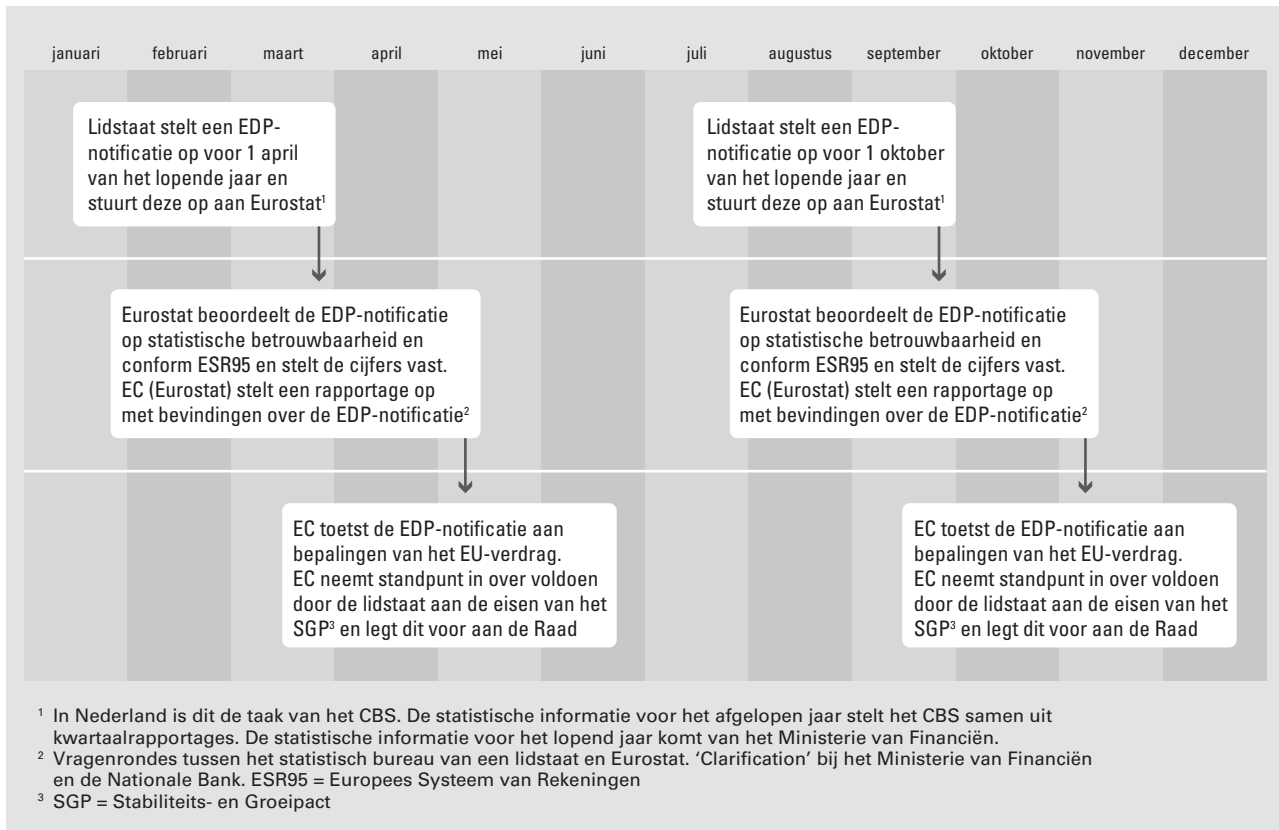 januari februari maart april mei juni juli augustus september oktober november december
Lidstaat stelt een EDP-
notificatie op voor 1 april
van het lopende jaar en
stuurt deze op aan Eurostat¹
Lidstaat stelt een EDP-
notificatie op voor 1 oktober
van het lopende jaar en
stuurt deze op aan Eurostat¹
Eurostat beoordeelt de EDP-notificatie
op statistische betrouwbaarheid en
conform ESR95 en stelt de cijfers vast.
EC (Eurostat) stelt een rapportage op
met bevindingen over de EDP-notificatie²
Eurostat beoordeelt de EDP-notificatie
op statistische betrouwbaarheid en
conform ESR95 en stelt de cijfers vast.
EC (Eurostat) stelt een rapportage op
met bevindingen over de EDP-notificatie²
EC toetst de EDP-notificatie aan
bepalingen van het EU-verdrag.
EC neemt standpunt in over voldoen
door de lidstaat aan de eisen van het
SGP³ en legt dit voor aan de Raad
EC toetst de EDP-notificatie aan
bepalingen van het EU-verdrag.
EC neemt standpunt in over voldoen
door de lidstaat aan de eisen van het
SGP³ en legt dit voor aan de Raad
¹ In Nederland is dit de taak van het CBS. De statistische informatie voor het afgelopen jaar stelt het CBS samen uit
kwartaalrapportages. De statistische informatie voor het lopend jaar komt van het Ministerie van Financiën.
² Vragenrondes tussen het statistisch bureau van een lidstaat en Eurostat. 'Clarification' bij het Ministerie van Financiën
en de Nationale Bank. ESR95 = Europees Systeem van Rekeningen
³ SGP = Stabiliteits- en Groeipact